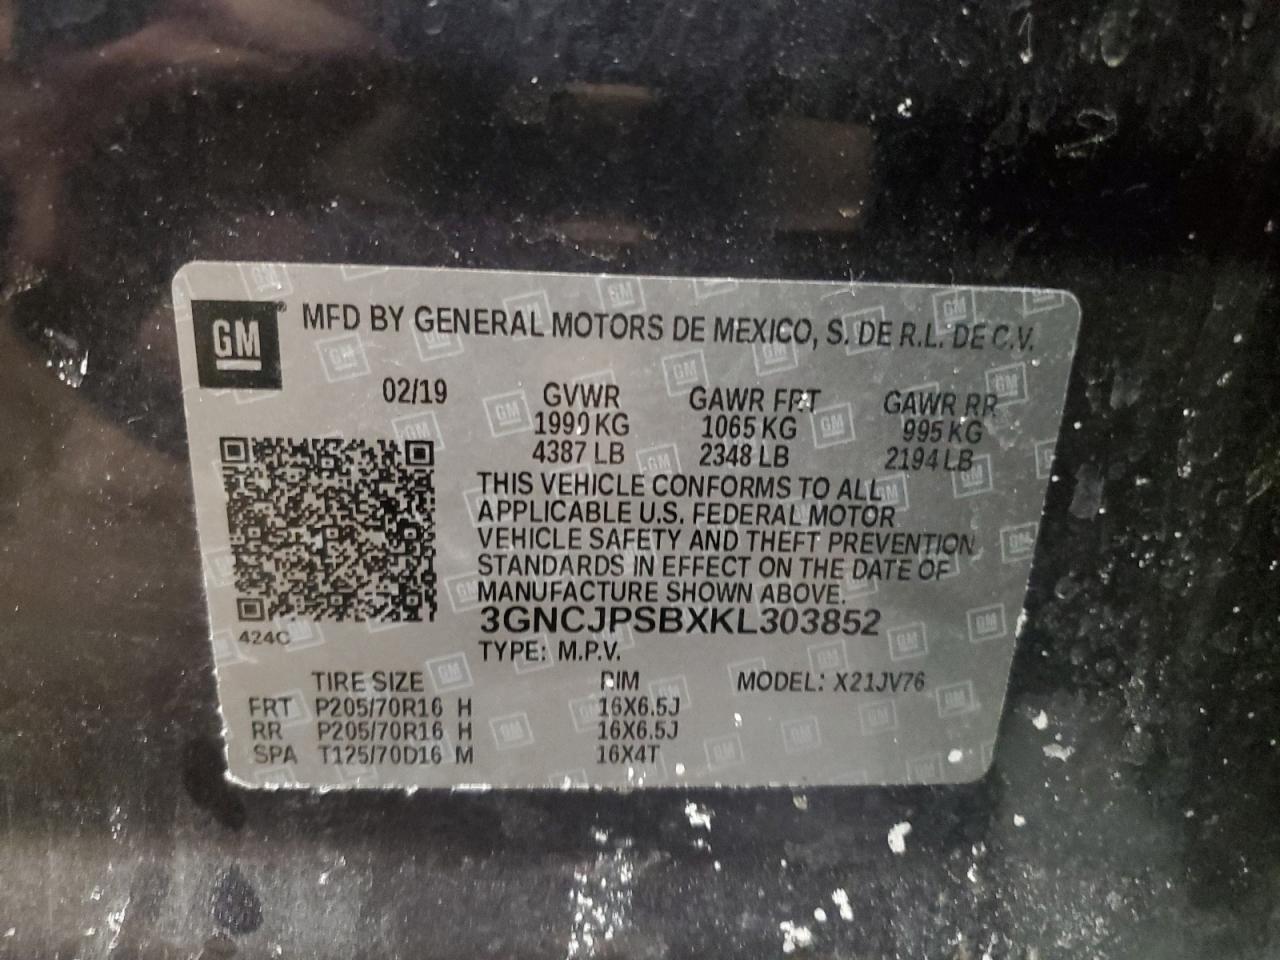 GM
MFD BY GENERAL MOTORS DE MEXICO, S. DE R.L. DE C.V.
02/19 GVWR GAWR FRT GAWR RR
1990 KG 1065 KG 995 KG
4387 LB 2348 LB 2194 LB
THIS VEHICLE CONFORMS TO ALL
APPLICABLE U.S. FEDERAL MOTOR
VEHICLE SAFETY AND THEFT PREVENTION
STANDARDS IN EFFECT ON THE DATE OF
MANUFACTURE SHOWN ABOVE.
3GNCJPSBXKL303852
424C
TYPE: M.P.V.
TIRE SIZE RIM MODEL: X21JV76
FRT P205/70R16 H 16X6.5J
RR P205/70R16 H 16X6.5J
SPA T125/70D16 M 16X4T